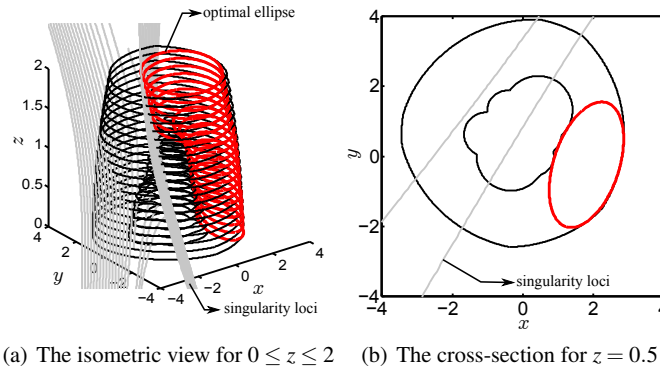 optimal ellipse
2
1.5
z
1
0.5
0
4
2
y
0
−2
−4
−4
−2
0
2
4
x
singularity loci
(b)
4
2
y
0
−2
−4
−4
−2
0
2
4
x
singularity loci
(a) The isometric view for 0 ≤ z ≤ 2
(b) The cross-section for z = 0.5